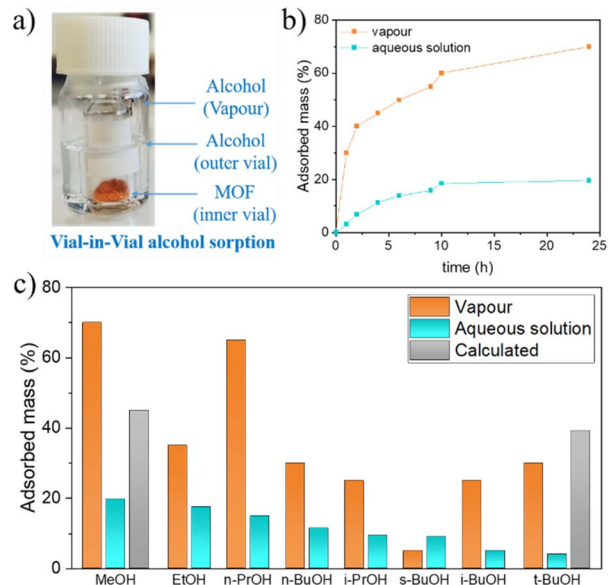 a)
Alcohol
(Vapour)
Alcohol
(outer vial)
MOF
(inner vial)
Vial-in-Vial alcohol sorption
b)
Adsorbed mass (%)
80
60
40
20
0
vapour
aqueous solution
0 5 10 15 20 25
time (h)
c)
Adsorbed mass (%)
80
60
40
20
0
Vapour
Aqueous solution
Calculated
MeOH EtOH n-PrOH n-BuOH i-PrOH s-BuOH i-BuOH t-BuOH